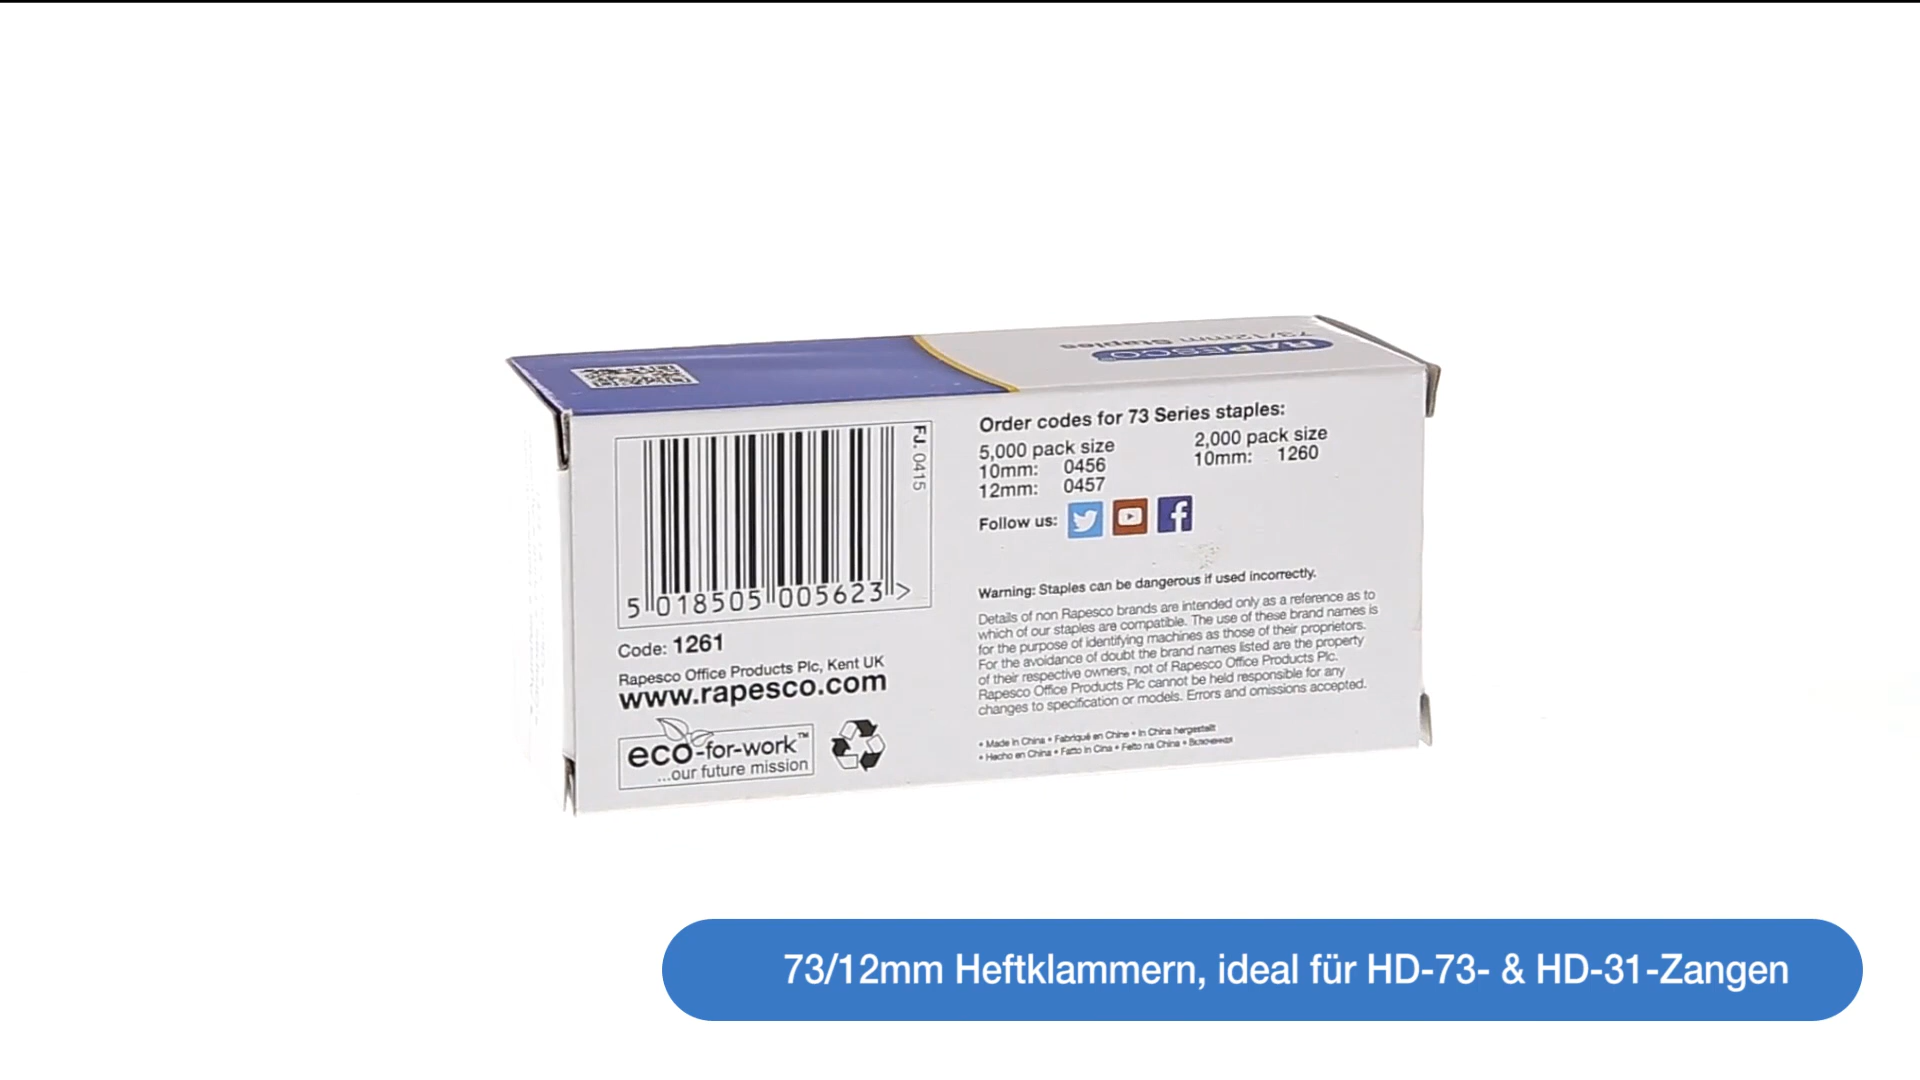 RAPESCO
73/12mm Staples
FJ. 0415
5 018505 005623 >
Code: 1261
Rapesco Office Products Plc, Kent UK
www.rapesco.com
eco-for-work™
...our future mission
Order codes for 73 Series staples:
5,000 pack size
10mm: 0456
12mm: 0457
2,000 pack size
10mm: 1260
Follow us:
Warning: Staples can be dangerous if used incorrectly.
Details of non Rapesco brands are intended only as a reference as to
which of our staples are compatible. The use of these brand names is
for the purpose of identifying machines as those of their proprietors.
For the avoidance of doubt the brand names listed are the property
of their respective owners, not of Rapesco Office Products Plc.
Rapesco Office Products Plc cannot be held responsible for any
changes to specification or models. Errors and omissions accepted.
• Made in China • Fabriqué en Chine • In China hergestellt
• Hecho en China • Fatto in Cina • Feito na China •
73/12mm Heftklammern, ideal für HD-73- & HD-31-Zangen